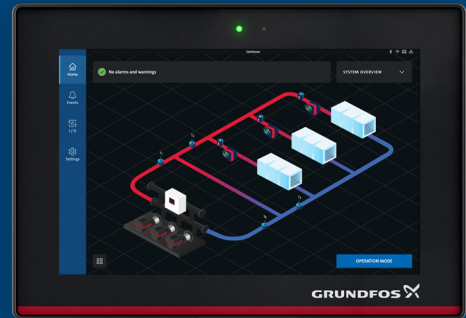 No alarms and warnings
SYSTEM OVERVIEW
Home
Events
I / O
Settings
OPERATION MODE
GRUNDFOS